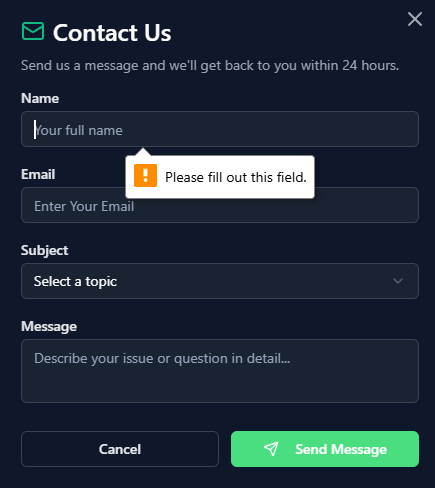 Contact Us
Send us a message and we'll get back to you within 24 hours.
Name
Your full name
Please fill out this field.
Email
Enter Your Email
Subject
Select a topic
Message
Describe your issue or question in detail...
Cancel
Send Message